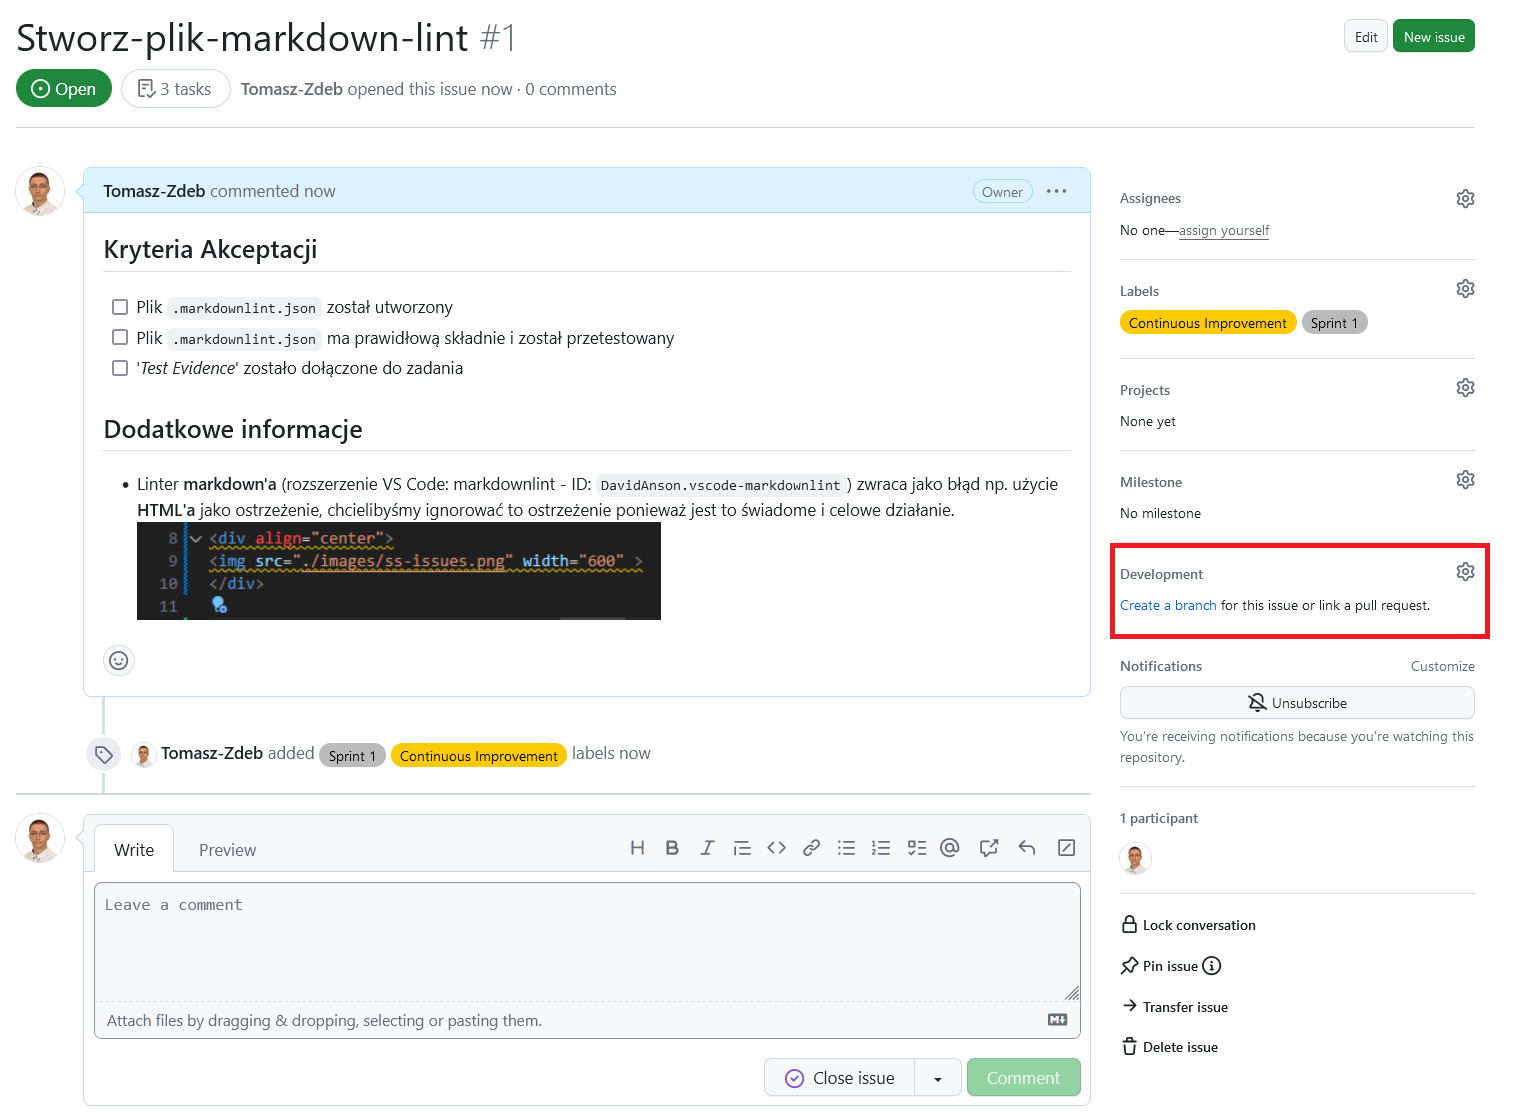 Stworz-plik-markdown-lint #1
Edit
New issue
Open
3 tasks
Tomasz-Zdeb opened this issue now · 0 comments
Tomasz-Zdeb commented now
Owner
Kryteria Akceptacji
Plik .markdownlint.json został utworzony
Plik .markdownlint.json ma prawidłową składnie i został przetestowany
'Test Evidence' zostało dołączone do zadania
Dodatkowe informacje
Linter markdown'a (rozszerzenie VS Code: markdownlint - ID: DavidAnson.vscode-markdownlint) zwraca jako błąd np. użycie
HTML'a jako ostrzeżenie, chcielibyśmy ignorować to ostrzeżenie ponieważ jest to świadome i celowe działanie.
8 <div align="center">
9 <img src="./images/ss-issues.png" width="600" >
10 </div>
11
Tomasz-Zdeb added Sprint 1 Continuous Improvement labels now
Write
Preview
Leave a comment
Attach files by dragging & dropping, selecting or pasting them.
Close issue
Comment
Assignees
No one—assign yourself
Labels
Continuous Improvement Sprint 1
Projects
None yet
Milestone
No milestone
Development
Create a branch for this issue or link a pull request.
Notifications
Customize
Unsubscribe
You're receiving notifications because you're watching this
repository.
1 participant
Lock conversation
Pin issue
Transfer issue
Delete issue